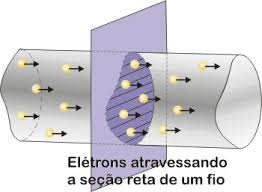 Elétrons atravessando
a seção reta de um fio